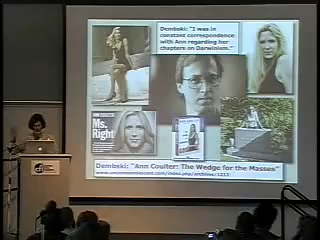 Dembski: "I was in
constant correspondence
with Ann regarding her
chapters on Darwinism."
Ms.
Right
Dembski: "Ann Coulter: The Wedge for the Masses"
www.uncommondescent.com/index.php/archives/1213
cfi